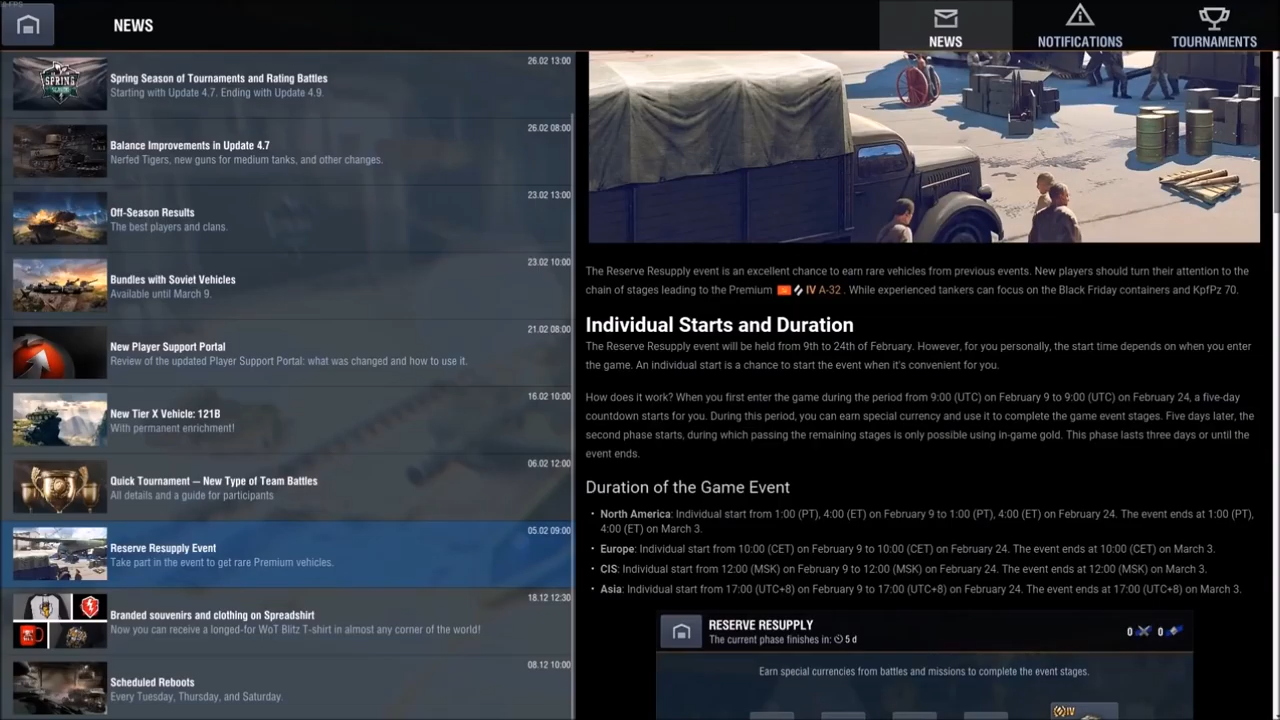 NEWS
NEWS
NOTIFICATIONS
TOURNAMENTS
26.02 13:00
Spring Season of Tournaments and Rating Battles
Starting with Update 4.7. Ending with Update 4.9.
26.02 08:00
Balance Improvements in Update 4.7
Nerfed Tigers, new guns for medium tanks, and other changes.
23.02 13:00
Off-Season Results
The best players and clans.
23.02 10:00
Bundles with Soviet Vehicles
Available until March 9.
21.02 08:00
New Player Support Portal
Review of the updated Player Support Portal: what was changed and how to use it.
16.02 10:00
New Tier X Vehicle: 121B
With permanent enrichment!
06.02 12:00
Quick Tournament — New Type of Team Battles
All details and a guide for participants
05.02 09:00
Reserve Resupply Event
Take part in the event to get rare Premium vehicles.
18.12 12:30
Branded souvenirs and clothing on Spreadshirt
Now you can receive a longed-for WoT Blitz T-shirt in almost any corner of the world!
08.12 10:00
Scheduled Reboots
Every Tuesday, Thursday, and Saturday.
The Reserve Resupply event is an excellent chance to earn rare vehicles from previous events. New players should turn their attention to the
chain of stages leading to the Premium IV A-32 . While experienced tankers can focus on the Black Friday containers and KpfPz 70.
Individual Starts and Duration
The Reserve Resupply event will be held from 9th to 24th of February. However, for you personally, the start time depends on when you enter
the game. An individual start is a chance to start the event when it's convenient for you.
How does it work? When you first enter the game during the period from 9:00 (UTC) on February 9 to 9:00 (UTC) on February 24, a five-day
countdown starts for you. During this period, you can earn special currency and use it to complete the game event stages. Five days later, the
second phase starts, during which passing the remaining stages is only possible using in-game gold. This phase lasts three days or until the
event ends.
Duration of the Game Event
• North America: Individual start from 1:00 (PT), 4:00 (ET) on February 9 to 1:00 (PT), 4:00 (ET) on February 24. The event ends at 1:00 (PT),
4:00 (ET) on March 3.
• Europe: Individual start from 10:00 (CET) on February 9 to 10:00 (CET) on February 24. The event ends at 10:00 (CET) on March 3.
• CIS: Individual start from 12:00 (MSK) on February 9 to 12:00 (MSK) on February 24. The event ends at 12:00 (MSK) on March 3.
• Asia: Individual start from 17:00 (UTC+8) on February 9 to 17:00 (UTC+8) on February 24. The event ends at 17:00 (UTC+8) on March 3.
RESERVE RESUPPLY
The current phase finishes in: 5 d
0 0
Earn special currencies from battles and missions to complete the event stages.
IV